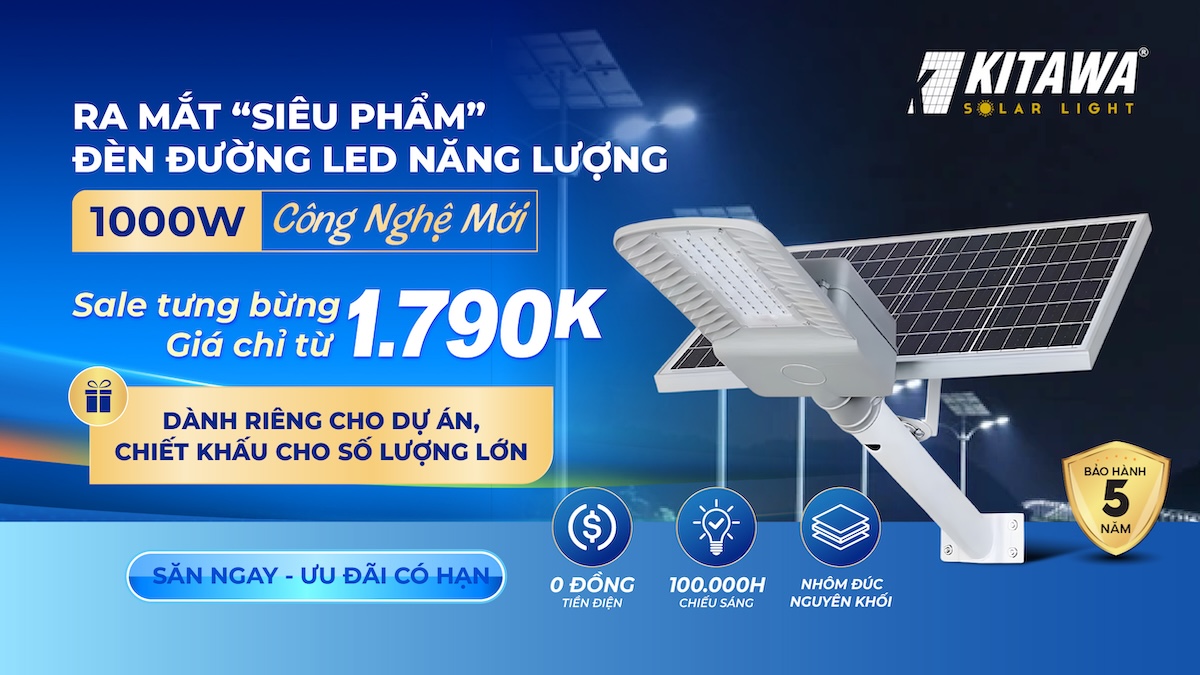 KITAWA®
SOLAR LIGHT
RA MẮT “SIÊU PHẨM”
ĐÈN ĐƯỜNG LED NĂNG LƯỢNG
1000W Công Nghệ Mới
Sale tưng bừng
Giá chỉ từ 1.790K
DÀNH RIÊNG CHO DỰ ÁN,
CHIẾT KHẤU CHO SỐ LƯỢNG LỚN
BẢO HÀNH
5
NĂM
SĂN NGAY - ƯU ĐÃI CÓ HẠN
0 ĐỒNG
TIỀN ĐIỆN
100.000H
CHIẾU SÁNG
NHÔM ĐÚC
NGUYÊN KHỐI